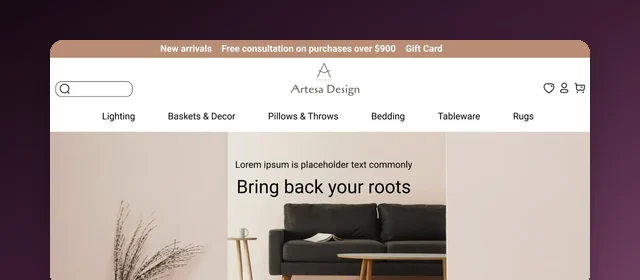 New arrivals Free consultation on purchases over $900 Gift Card
Artesa Design
Lighting Baskets & Decor Pillows & Throws Bedding Tableware Rugs
Lorem ipsum is placeholder text commonly
Bring back your roots